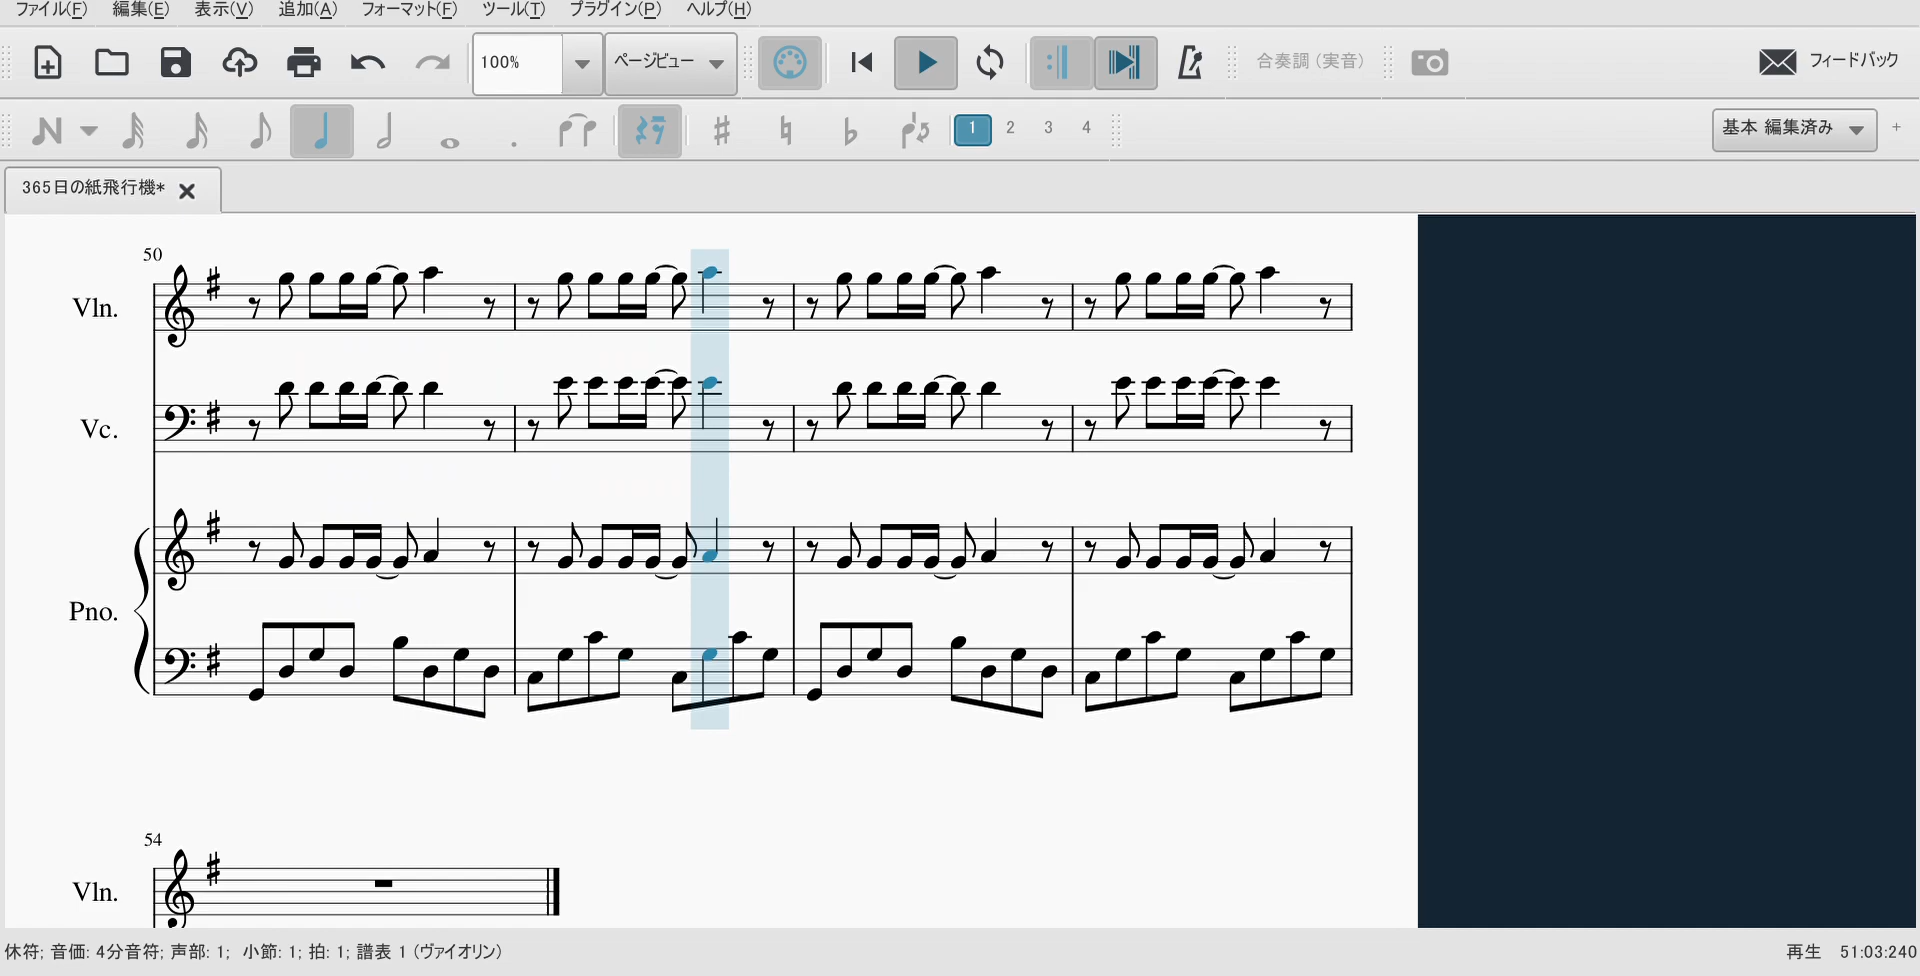 ファイル(F) 編集(E) 表示(V) 追加(A) フォーマット(F) ツール(T) プラグイン(P) ヘルプ(H)
100% ページビュー 合奏調 (実音) フィードバック
1 2 3 4 基本 編集済み +
365日の紙飛行機*
50
Vln.
Vc.
Pno.
54
Vln.
休符; 音価: 4分音符; 声部: 1; 小節: 1; 拍: 1; 譜表 1 (ヴァイオリン) 再生 51:03:240